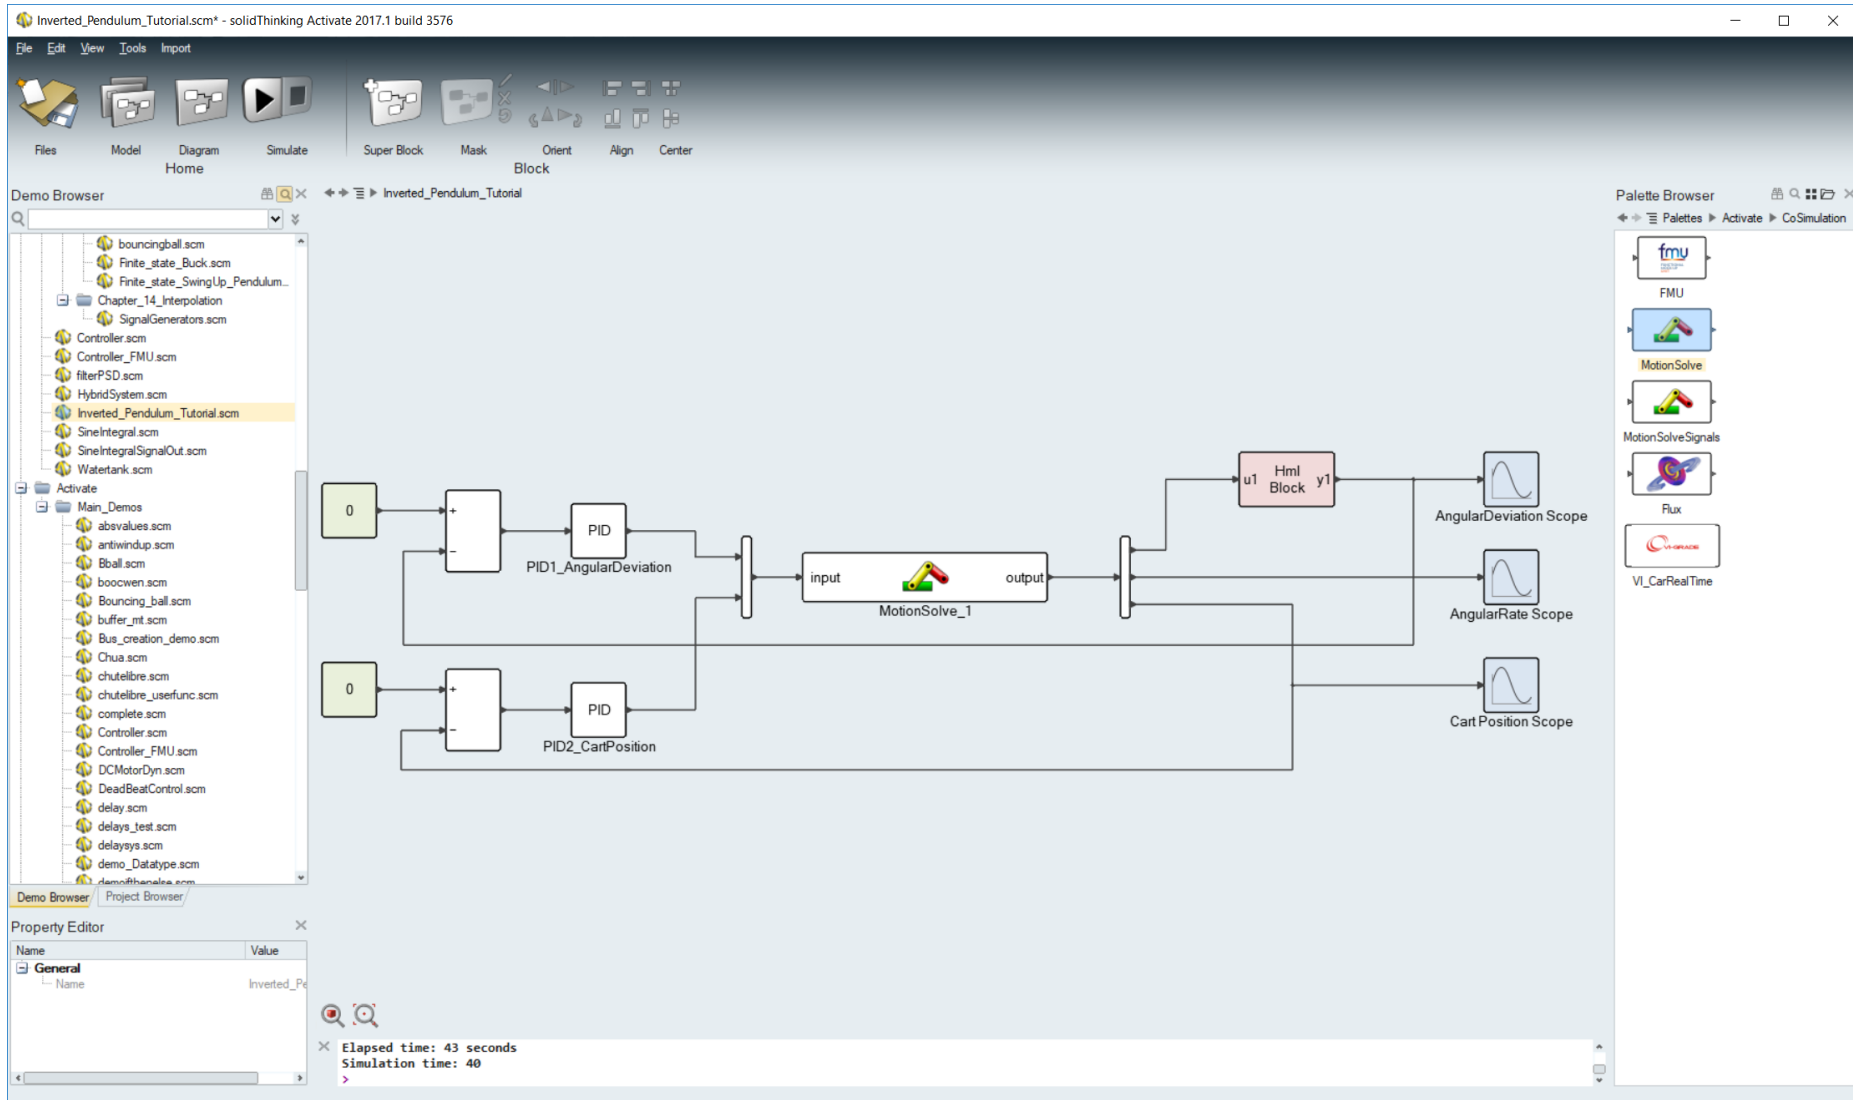 Inverted_Pendulum_Tutorial.scm* - solidThinking Activate 2017.1 build 3576
File Edit View Tools Import
Files Model Diagram Simulate Super Block Mask Orient Align Center
Home Block
Demo Browser
bouncingball.scm
Finite_state_Buck.scm
Finite_state_SwingUp_Pendulum...
Chapter_14_Interpolation
SignalGenerators.scm
Controller.scm
Controller_FMU.scm
filterPSD.scm
HybridSystem.scm
Inverted_Pendulum_Tutorial.scm
SineIntegral.scm
SineIntegralSignalOut.scm
Watertank.scm
Activate
Main_Demos
absvalues.scm
antiwindup.scm
Bball.scm
boocwen.scm
Bouncing_ball.scm
buffer_mt.scm
Bus_creation_demo.scm
Chua.scm
chutelibre.scm
chutelibre_userfunc.scm
complete.scm
Controller.scm
Controller_FMU.scm
DCMotorDyn.scm
DeadBeatControl.scm
delay.scm
delays_test.scm
delaysys.scm
demo_Datatype.scm
demoifthenelse.scm
Demo Browser Project Browser
Property Editor
Name Value
General
Name Inverted_Pe
Inverted_Pendulum_Tutorial
0
+
−
PID
PID1_AngularDeviation
0
+
−
PID
PID2_CartPosition
input output
MotionSolve_1
u1 Hml Block y1
AngularDeviation Scope
AngularRate Scope
Cart Position Scope
Elapsed time: 43 seconds
Simulation time: 40
>
Palette Browser
Palettes Activate CoSimulation
fmu
FMU
MotionSolve
MotionSolveSignals
Flux
VI-GRADE
VI_CarRealTime